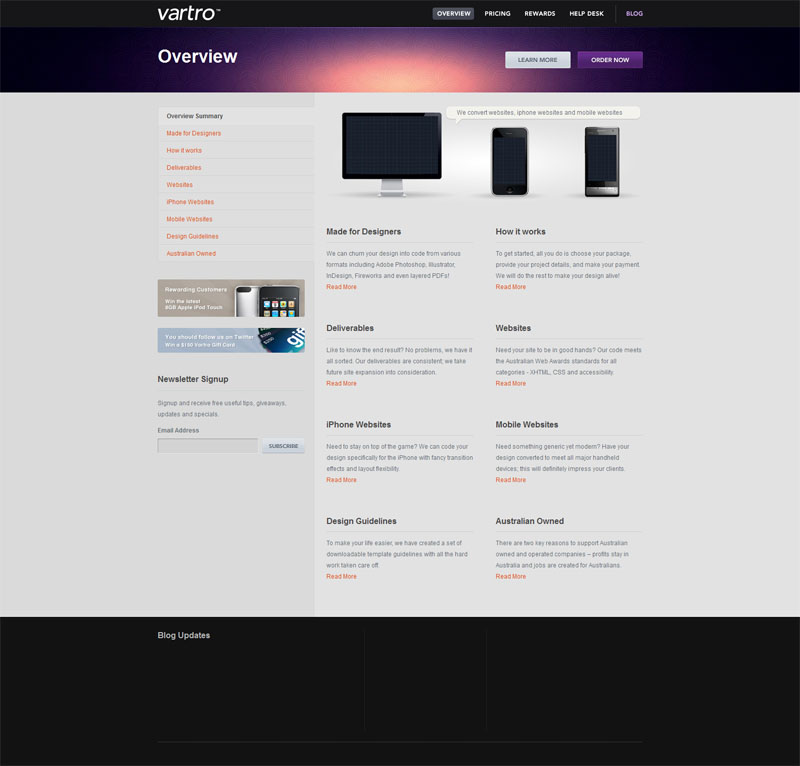 vartro™
OVERVIEW
PRICING
REWARDS
HELP DESK
BLOG
Overview
LEARN MORE
ORDER NOW
Overview Summary
Made for Designers
How it works
Deliverables
Websites
iPhone Websites
Mobile Websites
Design Guidelines
Australian Owned
Rewarding Customers
Win the latest
8GB Apple iPod Touch
You should follow us on Twitter
Win a $150 Vartro Gift Card
Newsletter Signup
Signup and receive free useful tips, giveaways,
updates and specials.
Email Address
SUBSCRIBE
We convert websites, iphone websites and mobile websites
Made for Designers
We can churn your design into code from various
formats including Adobe Photoshop, Illustrator,
InDesign, Fireworks and even layered PDFs!
Read More
How it works
To get started, all you do is choose your package,
provide your project details, and make your payment.
We will do the rest to make your design alive!
Read More
Deliverables
Like to know the end result? No problems, we have it
all sorted. Our deliverables are consistent; we take
future site expansion into consideration.
Read More
Websites
Need your site to be in good hands? Our code meets
the Australian Web Awards standards for all
categories - XHTML, CSS and accessibility.
Read More
iPhone Websites
Need to stay on top of the game? We can code your
design specifically for the iPhone with fancy transition
effects and layout flexibility.
Read More
Mobile Websites
Need something generic yet modern? Have your
design converted to meet all major handheld
devices; this will definitely impress your clients.
Read More
Design Guidelines
To make your life easier, we have created a set of
downloadable template guidelines with all the hard
work taken care off.
Read More
Australian Owned
There are two key reasons to support Australian
owned and operated companies – profits stay in
Australia and jobs are created for Australians.
Read More
Blog Updates